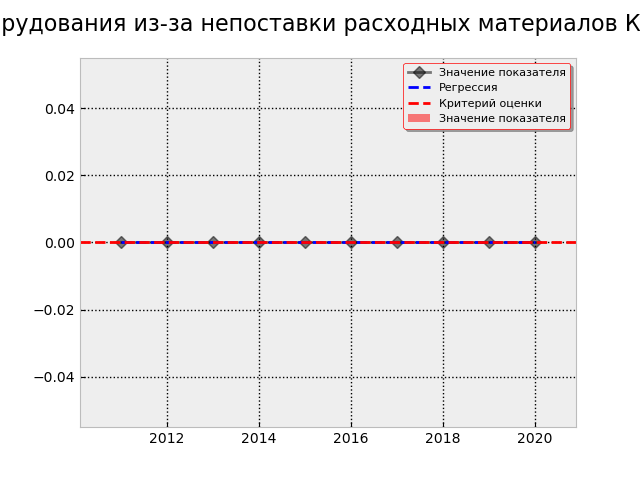 рудования из-за непоставки расходных материалов К
Значение показателя
Регрессия
Критерий оценки
Значение показателя
0.04
0.02
0.00
−0.02
−0.04
2012 2014 2016 2018 2020